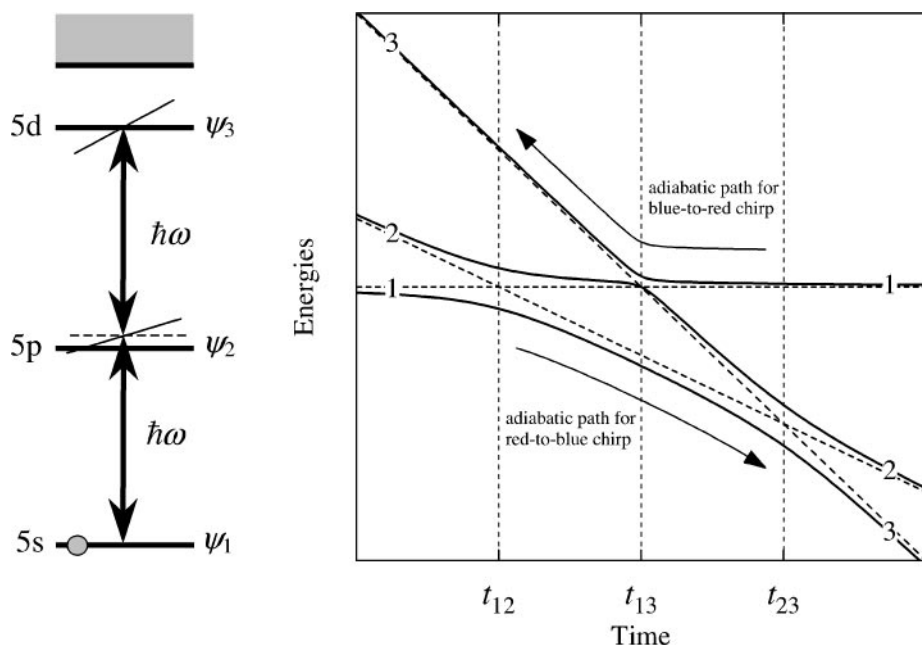 5d
ψ3
ħω
5p
ψ2
ħω
5s
ψ1
Energies
3
2
1
adiabatic path for
blue-to-red chirp
1
adiabatic path for
red-to-blue chirp
2
3
t12
t13
t23
Time